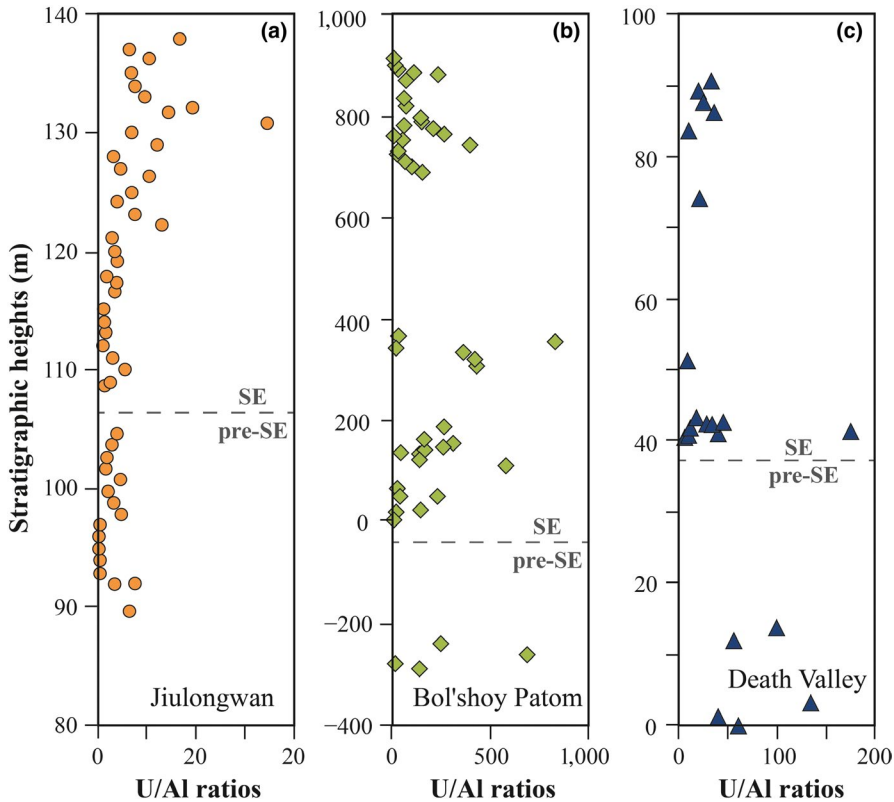 (a)
(b)
(c)
140
130
120
110
100
90
80
Stratigraphic heights (m)
SE
pre-SE
Jiulongwan
0
20
20
U/Al ratios
1,000
800
600
400
200
0
−200
−400
SE
pre-SE
Bol'shoy Patom
0
500
1,000
U/Al ratios
100
80
60
40
20
0
SE
pre-SE
Death Valley
0
100
200
U/Al ratios